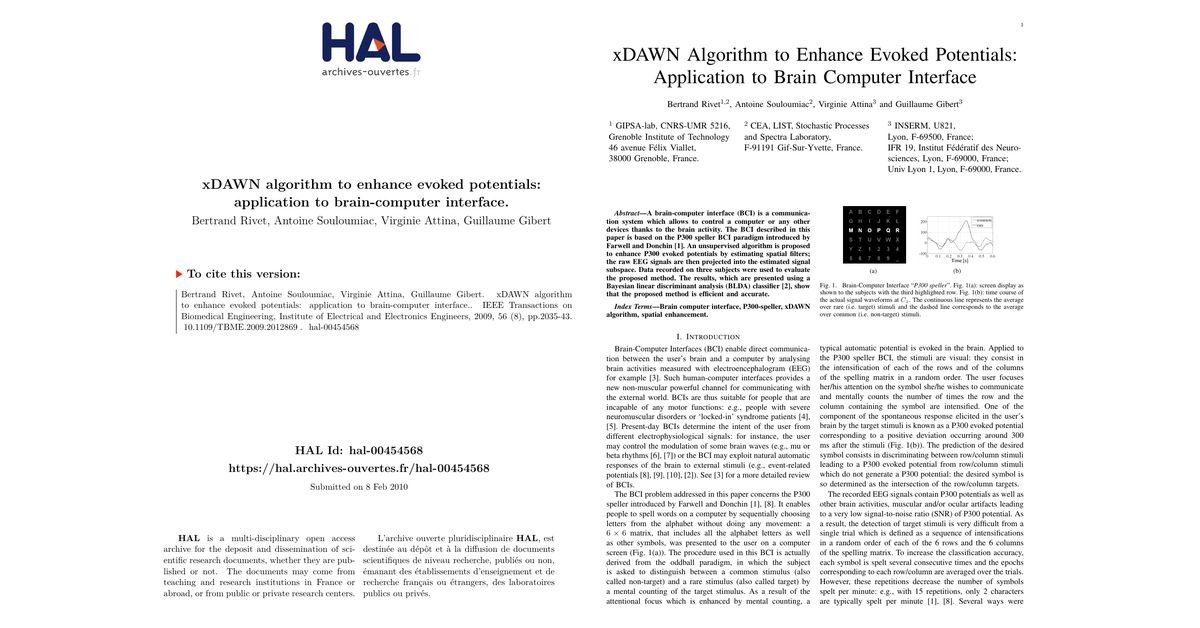 HAL
archives-ouvertes.fr
xDAWN algorithm to enhance evoked potentials:
application to brain-computer interface.
Bertrand Rivet, Antoine Souloumiac, Virginie Attina, Guillaume Gibert
To cite this version:
Bertrand Rivet, Antoine Souloumiac, Virginie Attina, Guillaume Gibert. xDAWN algorithm
to enhance evoked potentials: application to brain-computer interface.. IEEE Transactions on
Biomedical Engineering, Institute of Electrical and Electronics Engineers, 2009, 56 (8), pp.2035-43.
10.1109/TBME.2009.2012869 . hal-00454568
HAL Id: hal-00454568
https://hal.archives-ouvertes.fr/hal-00454568
Submitted on 8 Feb 2010
HAL is a multi-disciplinary open access
archive for the deposit and dissemination of sci-
entific research documents, whether they are pub-
lished or not. The documents may come from
teaching and research institutions in France or
abroad, or from public or private research centers.
L'archive ouverte pluridisciplinaire HAL, est
destinée au dépôt et à la diffusion de documents
scientifiques de niveau recherche, publiés ou non,
émanant des établissements d'enseignement et de
recherche français ou étrangers, des laboratoires
publics ou privés.
1
xDAWN Algorithm to Enhance Evoked Potentials:
Application to Brain Computer Interface
Bertrand Rivet1,2, Antoine Souloumiac2, Virginie Attina3 and Guillaume Gibert3
1 GIPSA-lab, CNRS-UMR 5216,
Grenoble Institute of Technology
46 avenue Félix Viallet,
38000 Grenoble, France.
2 CEA, LIST, Stochastic Processes
and Spectra Laboratory,
F-91191 Gif-Sur-Yvette, France.
3 INSERM, U821,
Lyon, F-69500, France;
IFR 19, Institut Fédératif des Neuro-
sciences, Lyon, F-69000, France;
Univ Lyon 1, Lyon, F-69000, France.
Abstract—A brain-computer interface (BCI) is a communica-
tion system which allows to control a computer or any other
devices thanks to the brain activity. The BCI described in this
paper is based on the P300 speller BCI paradigm introduced by
Farwell and Donchin [1]. An unsupervised algorithm is proposed
to enhance P300 evoked potentials by estimating spatial filters;
the raw EEG signals are then projected into the estimated signal
subspace. Data recorded on three subjects were used to evaluate
the proposed method. The results, which are presented using a
Bayesian linear discriminant analysis (BLDA) classifier [2], show
that the proposed method is efficient and accurate.
Index Terms—Brain computer interface, P300-speller, xDAWN
algorithm, spatial enhancement.
I. INTRODUCTION
Brain-Computer Interfaces (BCI) enable direct communica-
tion between the user's brain and a computer by analysing
brain activities measured with electroencephalogram (EEG)
for example [3]. Such human-computer interfaces provides a
new non-muscular powerful channel for communicating with
the external world. BCIs are thus suitable for people that are
incapable of any motor functions: e.g., people with severe
neuromuscular disorders or 'locked-in' syndrome patients [4],
[5]. Present-day BCIs determine the intent of the user from
different electrophysiological signals: for instance, the user
may control the modulation of some brain waves (e.g., mu or
beta rhythms [6], [7]) or the BCI may exploit natural automatic
responses of the brain to external stimuli (e.g., event-related
potentials [8], [9], [10], [2]). See [3] for a more detailed review
of BCIs.
The BCI problem addressed in this paper concerns the P300
speller introduced by Farwell and Donchin [1], [8]. It enables
people to spell words on a computer by sequentially choosing
letters from the alphabet without doing any movement: a
6 × 6 matrix, that includes all the alphabet letters as well
as other symbols, was presented to the user on a computer
screen (Fig. 1(a)). The procedure used in this BCI is actually
derived from the oddball paradigm, in which the subject
is asked to distinguish between a common stimulus (also
called non-target) and a rare stimulus (also called target) by
a mental counting of the target stimulus. As a result of the
attentional focus which is enhanced by mental counting, a
A B C D E F
G H I J K L
M N O P Q R
S T U V W X
Y Z 1 2 3 4
5 6 7 8 9 _
(a)
200
100
0
-100
0 0.1 0.2 0.3 0.4 0.5 0.6
Time [s]
(b)
Fig. 1. Brain-Computer Interface "P300 speller". Fig. 1(a): screen display as
shown to the subjects with the third highlighted row. Fig. 1(b): time course of
the actual signal waveforms at Cz. The continuous line represents the average
over rare (i.e. target) stimuli and the dashed line corresponds to the average
over common (i.e. non-target) stimuli.
typical automatic potential is evoked in the brain. Applied to
the P300 speller BCI, the stimuli are visual: they consist in
the intensification of each of the rows and of the columns
of the spelling matrix in a random order. The user focuses
her/his attention on the symbol she/he wishes to communicate
and mentally counts the number of times the row and the
column containing the symbol are intensified. One of the
component of the spontaneous response elicited in the user's
brain by the target stimuli is known as a P300 evoked potential
corresponding to a positive deviation occurring around 300
ms after the stimuli (Fig. 1(b)). The prediction of the desired
symbol consists in discriminating between row/column stimuli
leading to a P300 evoked potential from row/column stimuli
which do not generate a P300 potential: the desired symbol is
so determined as the intersection of the row/column targets.
The recorded EEG signals contain P300 potentials as well as
other brain activities, muscular and/or ocular artifacts leading
to a very low signal-to-noise ratio (SNR) of P300 potential. As
a result, the detection of target stimuli is very difficult from a
single trial which is defined as a sequence of intensifications
in a random order of each of the 6 rows and the 6 columns
of the spelling matrix. To increase the classification accuracy,
each symbol is spelt several consecutive times and the epochs
corresponding to each row/column are averaged over the trials.
However, these repetitions decrease the number of symbols
spelt per minute: e.g., with 15 repetitions, only 2 characters
are typically spelt per minute [1], [8]. Several ways were